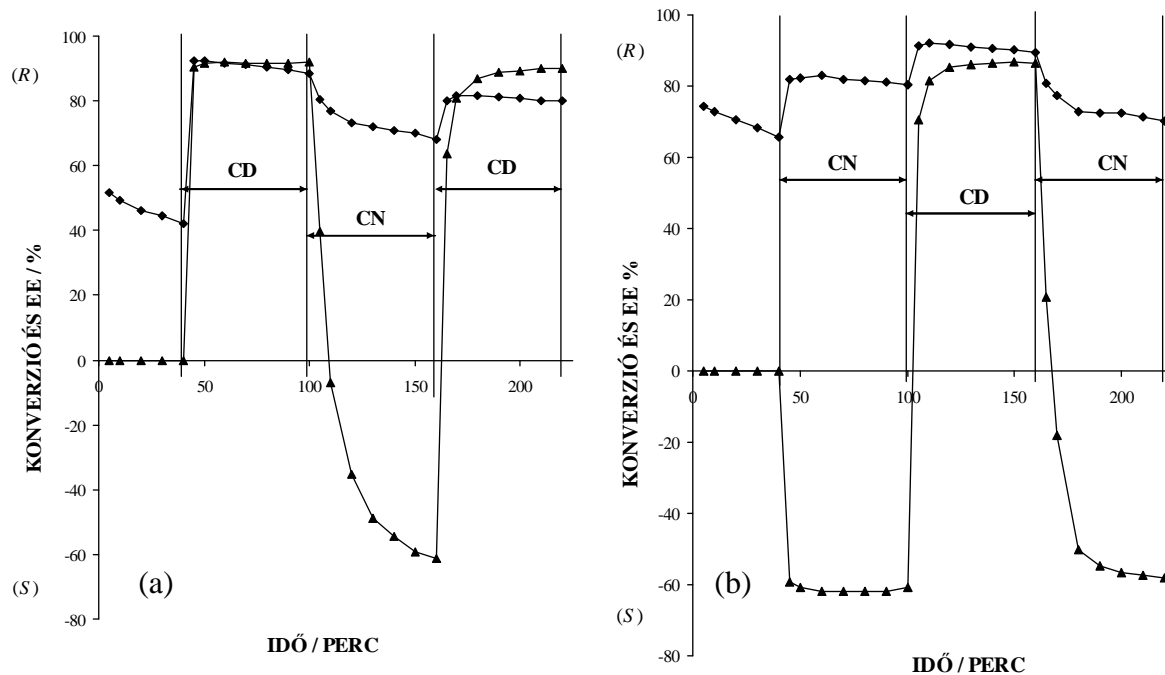 100
(R)
80
60
CD
40
CN
CD
20
0
0
50
100
150
200
-20
-40
-60
(S)
-80
KONVERZIÓ ÉS EE / %
(a)
IDŐ / PERC
100
(R)
80
60
CN
CN
CD
40
20
0
0
50
100
150
200
-20
-40
-60
(S)
-80
KONVERZIÓ ÉS EE %
(b)
IDŐ / PERC